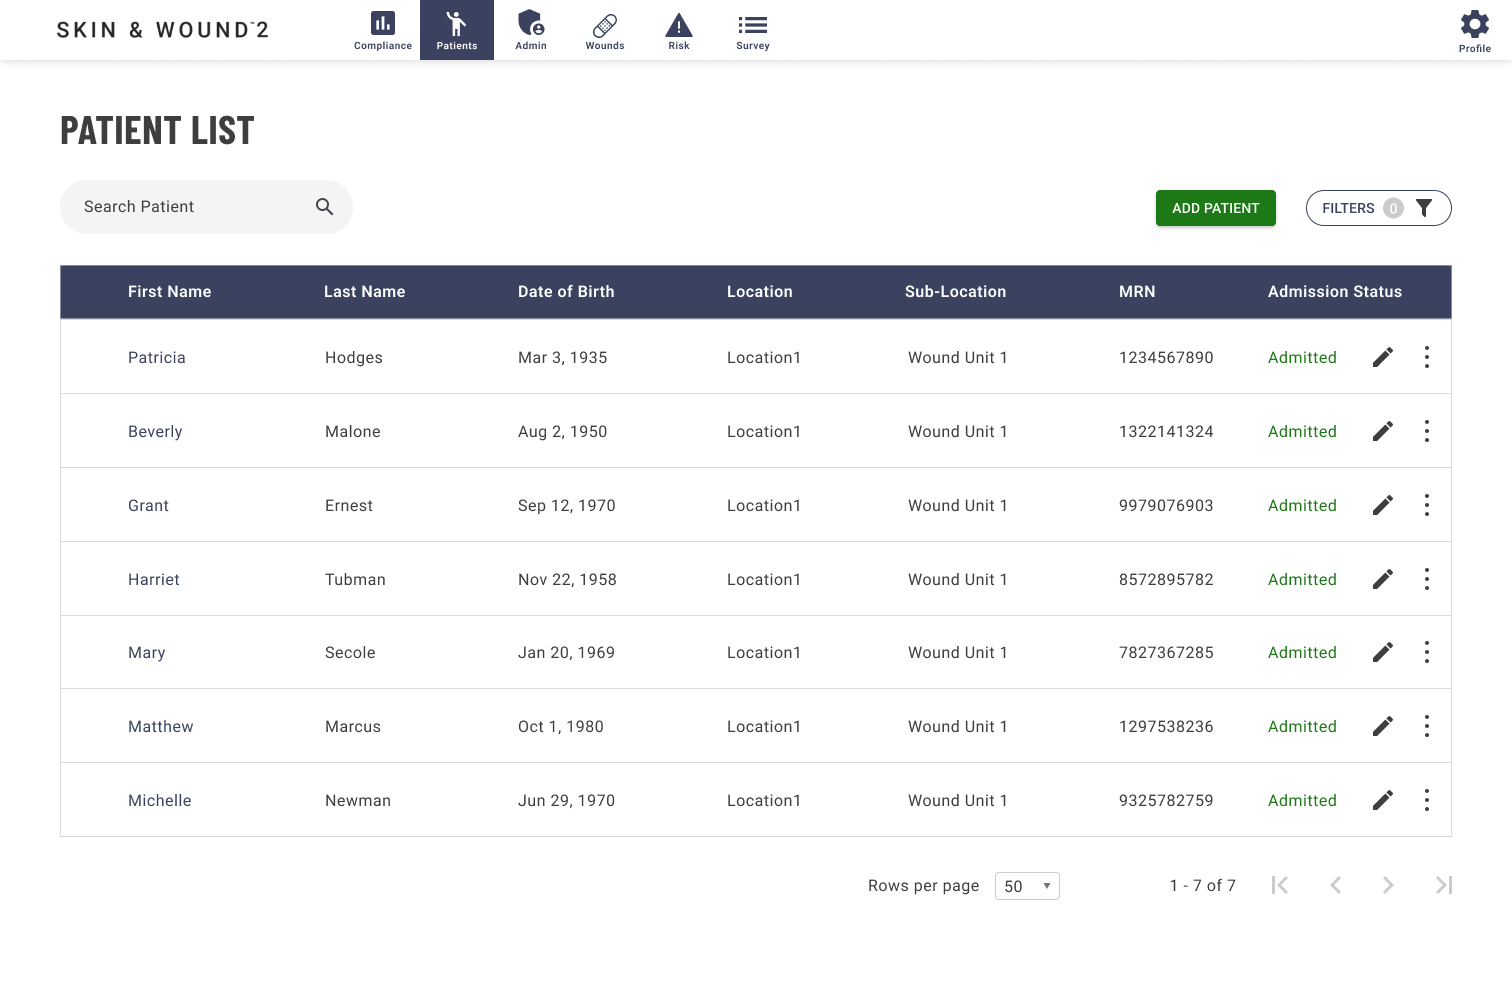 SKIN & WOUND™2
Compliance
Patients
Admin
Wounds
Risk
Survey
Profile
PATIENT LIST
Search Patient
ADD PATIENT
FILTERS 0
First Name Last Name Date of Birth Location Sub-Location MRN Admission Status
Patricia Hodges Mar 3, 1935 Location1 Wound Unit 1 1234567890 Admitted
Beverly Malone Aug 2, 1950 Location1 Wound Unit 1 1322141324 Admitted
Grant Ernest Sep 12, 1970 Location1 Wound Unit 1 9979076903 Admitted
Harriet Tubman Nov 22, 1958 Location1 Wound Unit 1 8572895782 Admitted
Mary Secole Jan 20, 1969 Location1 Wound Unit 1 7827367285 Admitted
Matthew Marcus Oct 1, 1980 Location1 Wound Unit 1 1297538236 Admitted
Michelle Newman Jun 29, 1970 Location1 Wound Unit 1 9325782759 Admitted
Rows per page 50 1 - 7 of 7